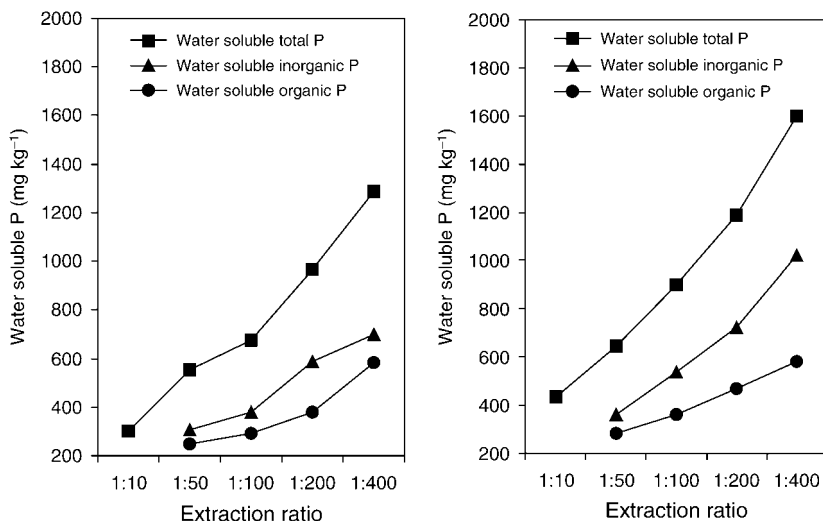 2000
1800
1600
1400
1200
1000
800
600
400
200
Water soluble P (mg kg⁻¹)
Water soluble total P
Water soluble inorganic P
Water soluble organic P
1:10 1:50 1:100 1:200 1:400
Extraction ratio
2000
1800
1600
1400
1200
1000
800
600
400
200
Water soluble P (mg kg⁻¹)
Water soluble total P
Water soluble inorganic P
Water soluble organic P
1:10 1:50 1:100 1:200 1:400
Extraction ratio